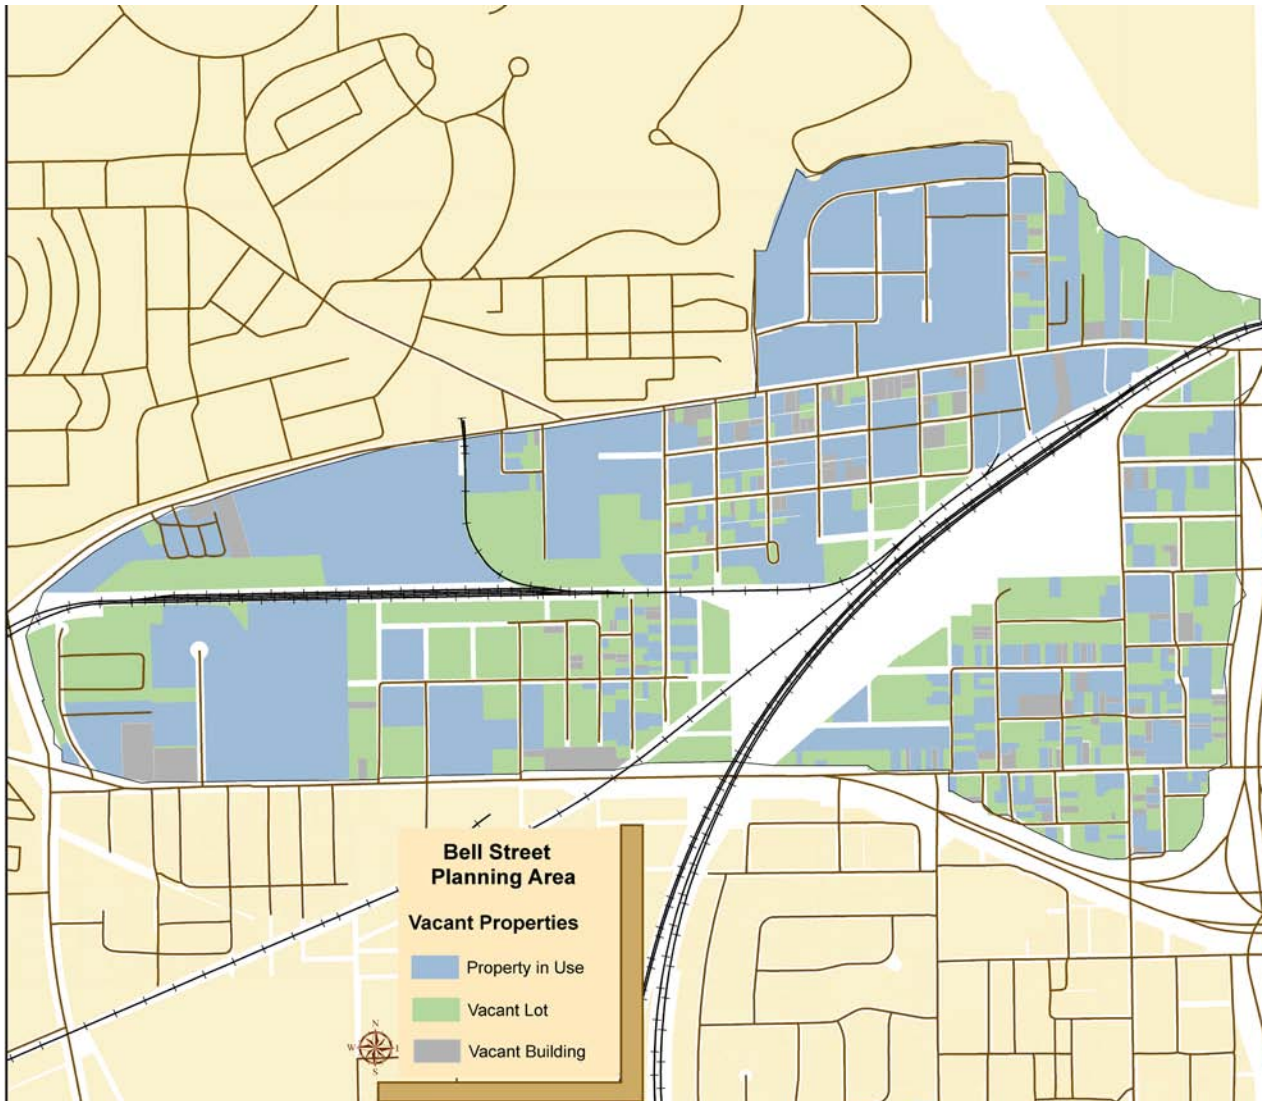 Bell Street
Planning Area
Vacant Properties
Property in Use
Vacant Lot
Vacant Building
N
W
S